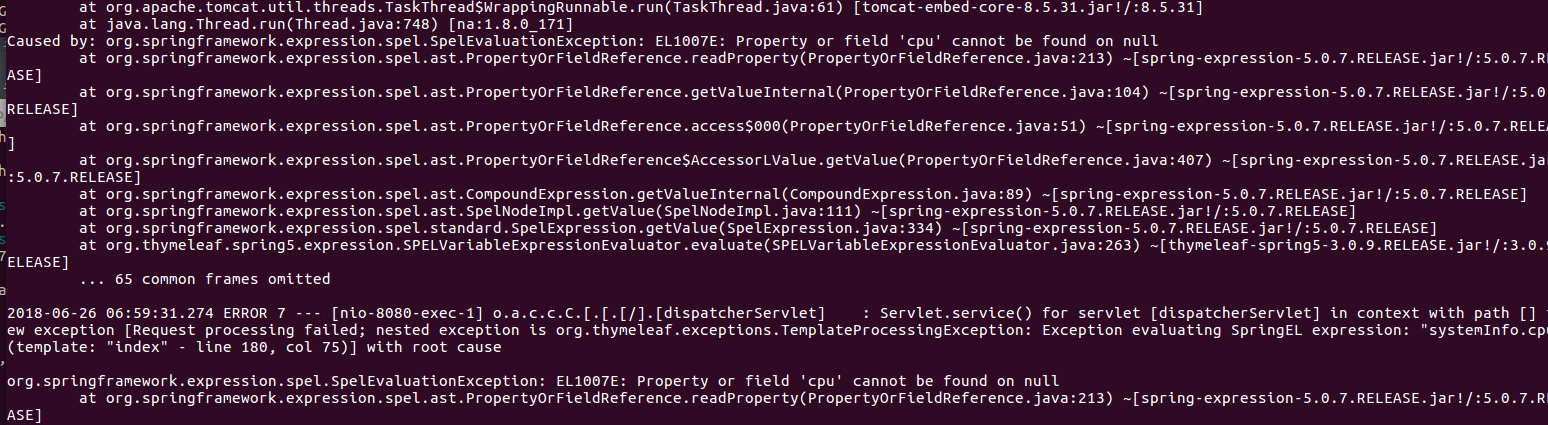 at org.apache.tomcat.util.threads.TaskThread$WrappingRunnable.run(TaskThread.java:61) [tomcat-embed-core-8.5.31.jar!/:8.5.31]
at java.lang.Thread.run(Thread.java:748) [na:1.8.0_171]
Caused by: org.springframework.expression.spel.SpelEvaluationException: EL1007E: Property or field 'cpu' cannot be found on null
at org.springframework.expression.spel.ast.PropertyOrFieldReference.readProperty(PropertyOrFieldReference.java:213) ~[spring-expression-5.0.7.RELEASE.jar!/:5.0.7.RE
ASE]
at org.springframework.expression.spel.ast.PropertyOrFieldReference.getValueInternal(PropertyOrFieldReference.java:104) ~[spring-expression-5.0.7.RELEASE.jar!/:5.0
RELEASE]
at org.springframework.expression.spel.ast.PropertyOrFieldReference.access$000(PropertyOrFieldReference.java:51) ~[spring-expression-5.0.7.RELEASE.jar!/:5.0.7.RELEA
]
at org.springframework.expression.spel.ast.PropertyOrFieldReference$AccessorLValue.getValue(PropertyOrFieldReference.java:407) ~[spring-expression-5.0.7.RELEASE.ja
:5.0.7.RELEASE]
at org.springframework.expression.spel.ast.CompoundExpression.getValueInternal(CompoundExpression.java:89) ~[spring-expression-5.0.7.RELEASE.jar!/:5.0.7.RELEASE]
at org.springframework.expression.spel.ast.SpelNodeImpl.getValue(SpelNodeImpl.java:111) ~[spring-expression-5.0.7.RELEASE.jar!/:5.0.7.RELEASE]
at org.springframework.expression.spel.standard.SpelExpression.getValue(SpelExpression.java:334) ~[spring-expression-5.0.7.RELEASE.jar!/:5.0.7.RELEASE]
at org.thymeleaf.spring5.expression.SPELVariableExpressionEvaluator.evaluate(SPELVariableExpressionEvaluator.java:263) ~[thymeleaf-spring5-3.0.9.RELEASE.jar!/:3.0.9
ELEASE]
... 65 common frames omitted
2018-06-26 06:59:31.274 ERROR 7 --- [nio-8080-exec-1] o.a.c.c.C.[.[.[/].[dispatcherServlet] : Servlet.service() for servlet [dispatcherServlet] in context with path []
ew exception [Request processing failed; nested exception is org.thymeleaf.exceptions.TemplateProcessingException: Exception evaluating SpringEL expression: "systemInfo.cpu
(template: "index" - line 180, col 75)] with root cause
org.springframework.expression.spel.SpelEvaluationException: EL1007E: Property or field 'cpu' cannot be found on null
at org.springframework.expression.spel.ast.PropertyOrFieldReference.readProperty(PropertyOrFieldReference.java:213) ~[spring-expression-5.0.7.RELEASE.jar!/:5.0.7.RE
ASE]